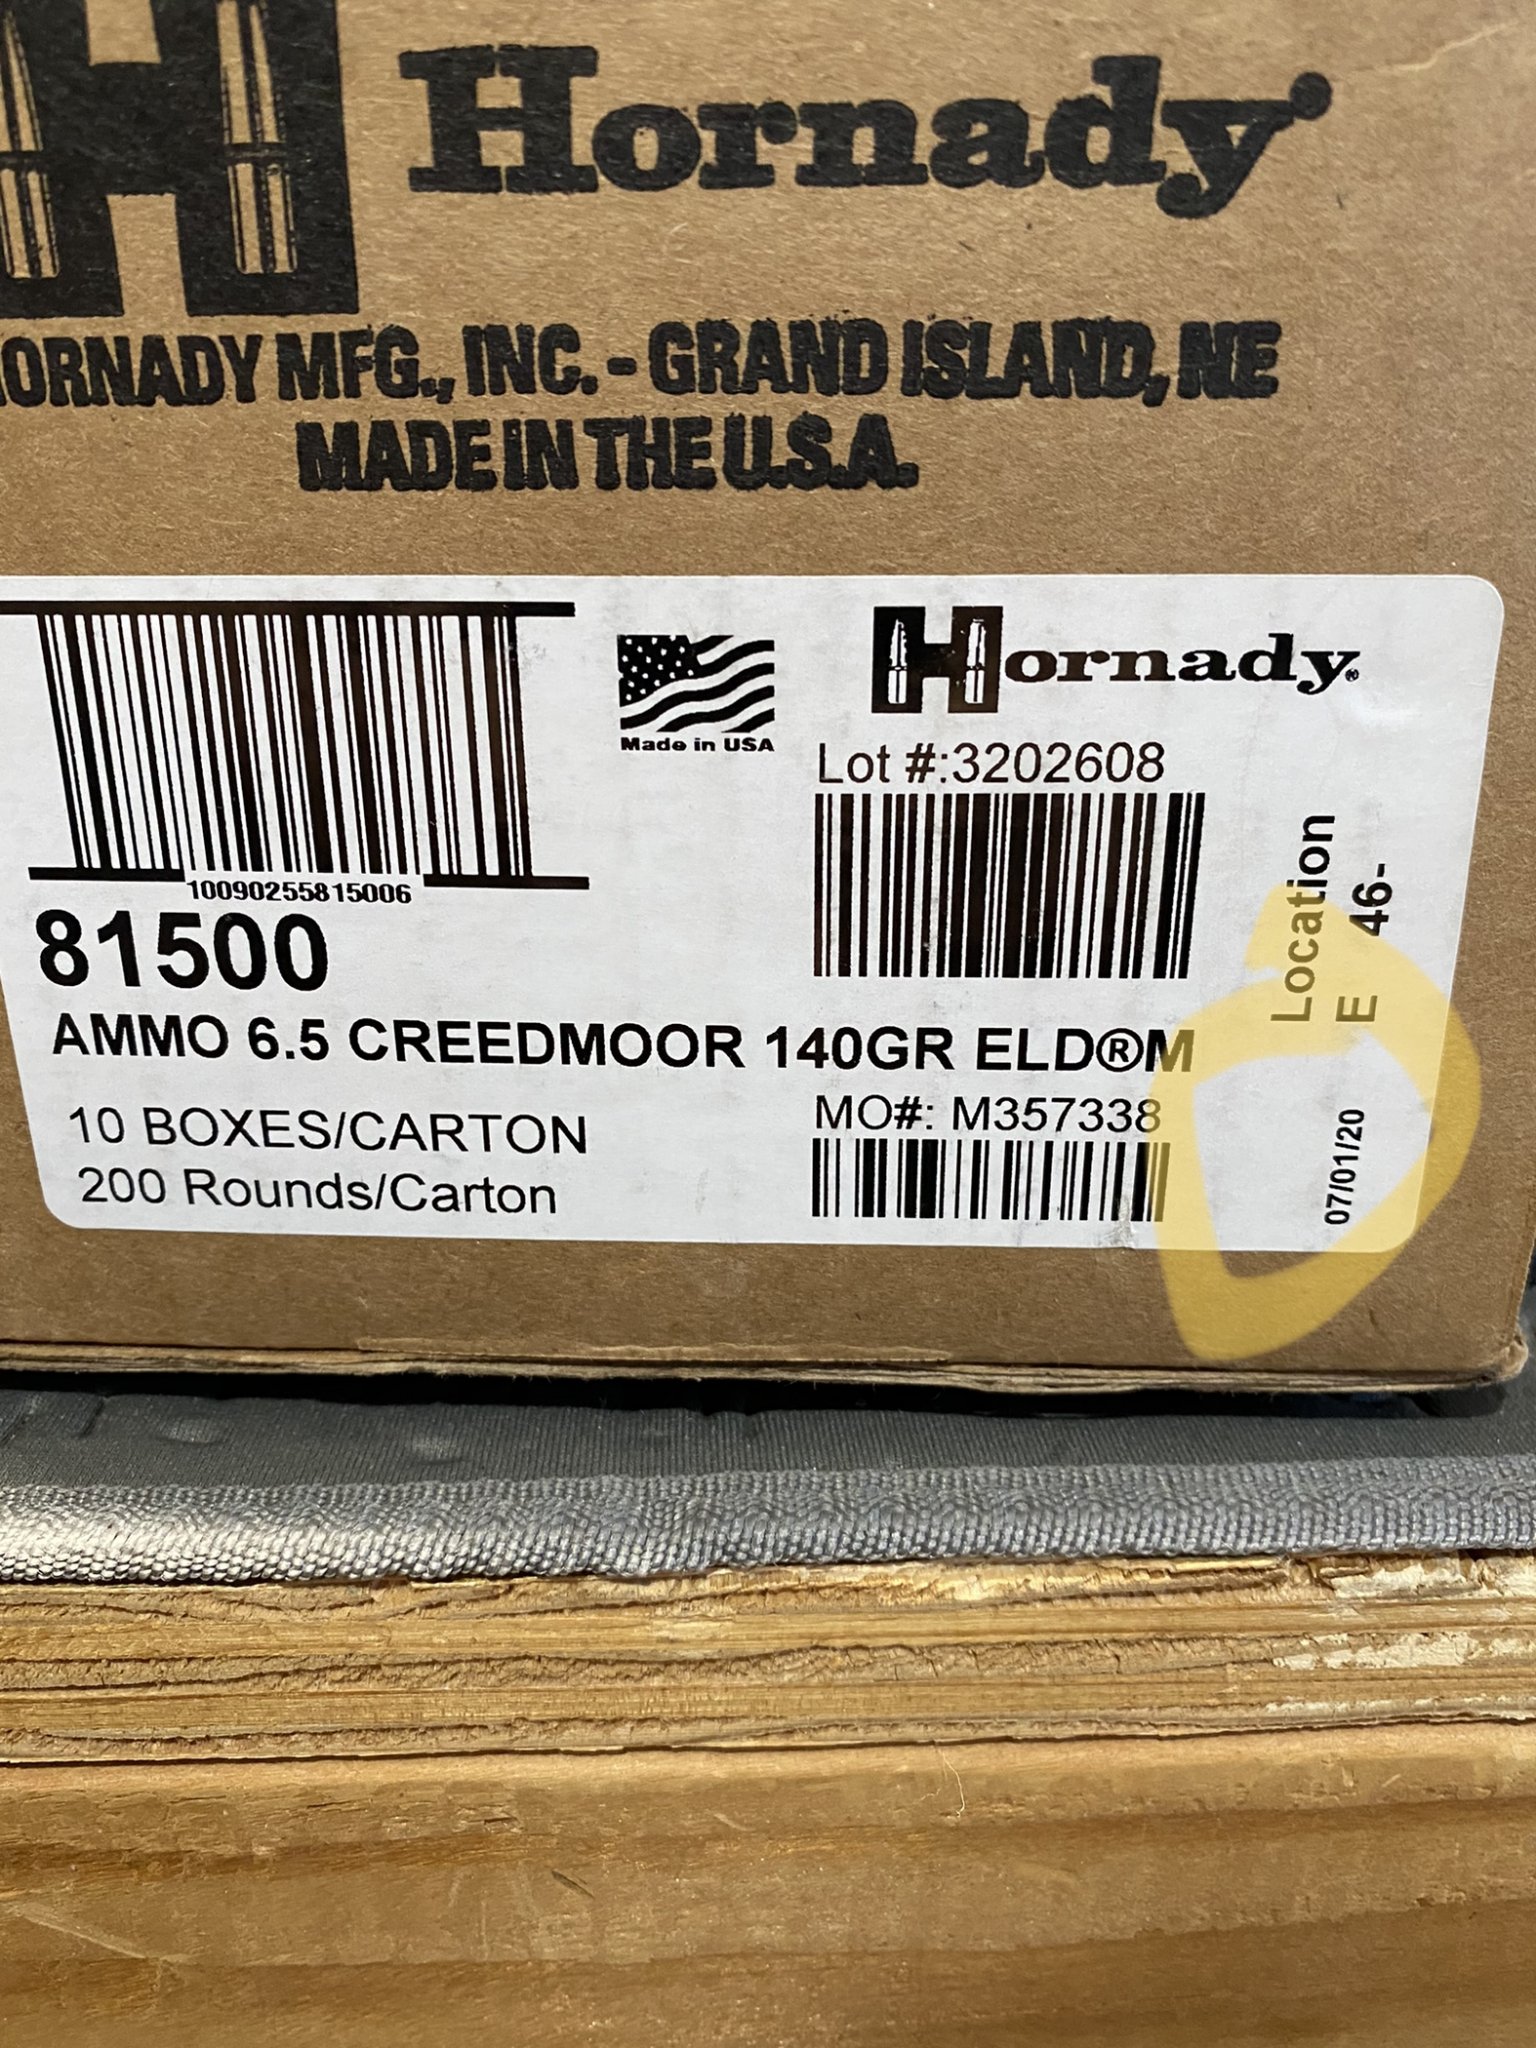 Hornady®
ORNADY MFG., INC. - GRAND ISLAND, NE
MADE IN THE U.S.A.
10090255815006
81500
AMMO 6.5 CREEDMOOR 140GR ELD®M
10 BOXES/CARTON
200 Rounds/Carton
Made in USA
Hornady®
Lot #:3202608
MO#: M357338
Location
E 46-
07/01/20